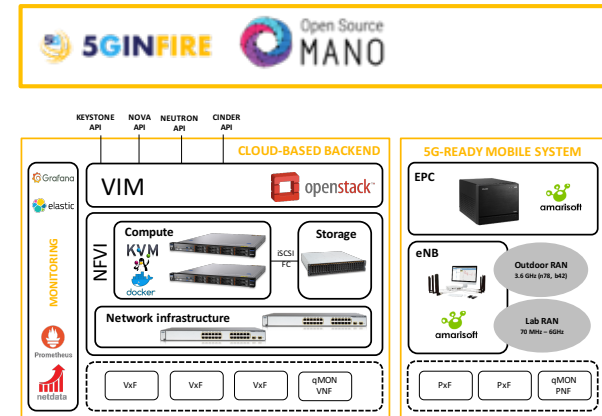 5GINFIRE
Open Source
MANO
KEYSTONE
API
NOVA
API
NEUTRON
API
CINDER
API
CLOUD-BASED BACKEND
Grafana
elastic
MONITORING
Prometheus
netdata
VIM
openstack
NFVI
Compute
KVM
docker
iSCSI
FC
Storage
Network infrastructure
VxF
VxF
VxF
qMON
VNF
5G-READY MOBILE SYSTEM
EPC
amarisoft
eNB
amarisoft
Outdoor RAN
3.6 GHz (n78, b42)
Lab RAN
70 MHz – 6GHz
PxF
PxF
qMON
PNF